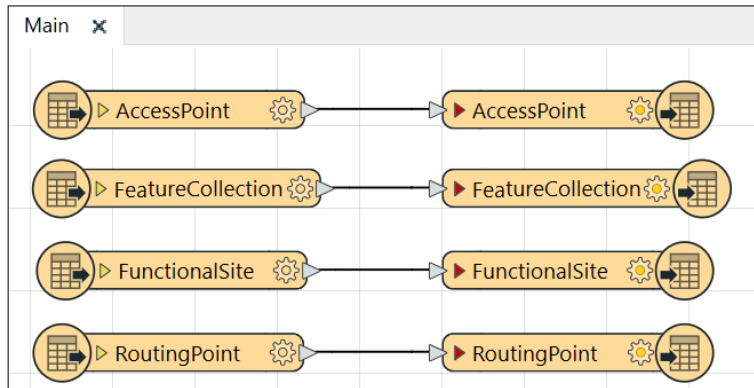 Main
AccessPoint AccessPoint
FeatureCollection FeatureCollection
FunctionalSite FunctionalSite
RoutingPoint RoutingPoint